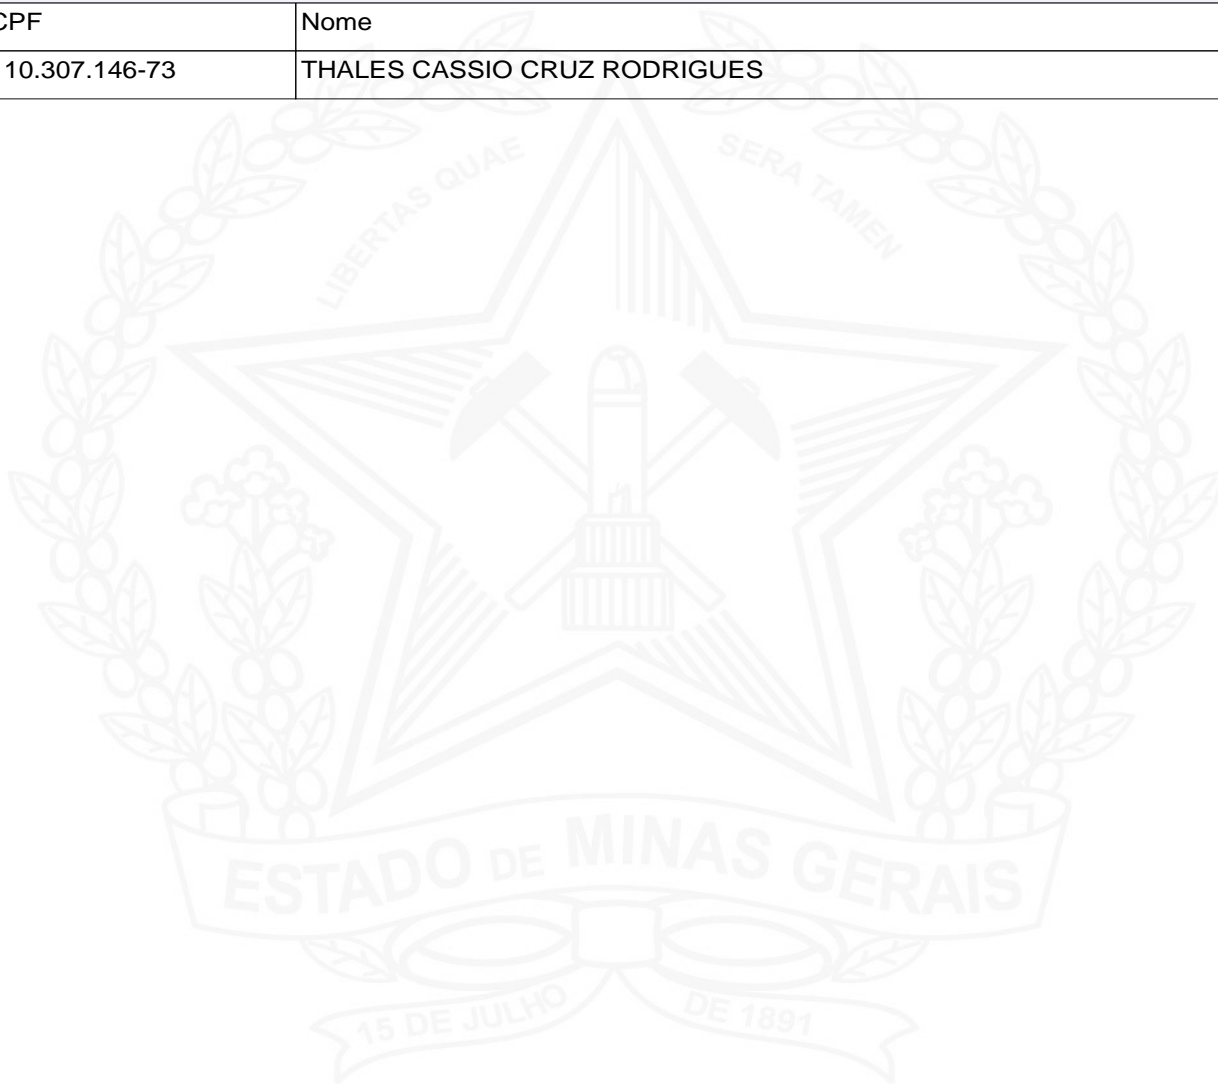 CPF Nome
10.307.146-73 THALES CASSIO CRUZ RODRIGUES
LIBERTAS QUAE SERA TAMEN
ESTADO DE MINAS GERAIS
15 DE JULHO DE 1891